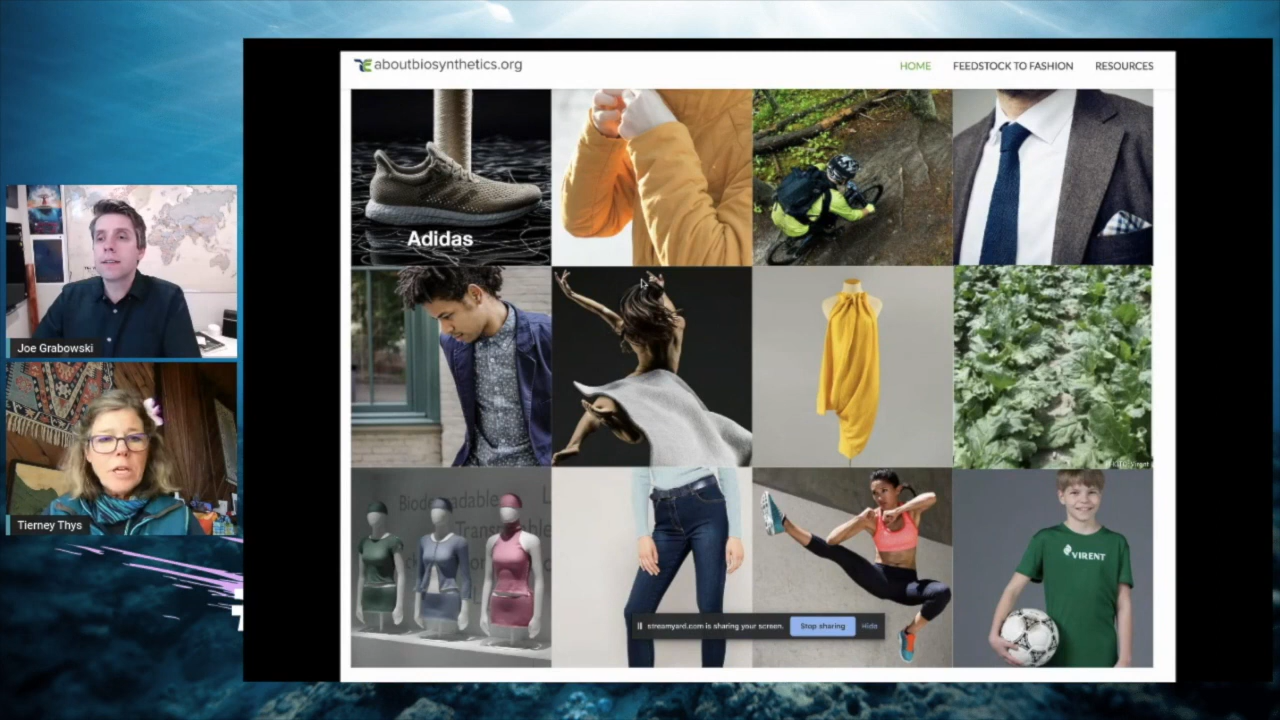 aboutbiosynthetics.org
HOME
FEEDSTOCK TO FASHION
RESOURCES
Adidas
Joe Grabowski
Tierney Thys
Biodegradable
VIRENT
streamyard.com is sharing your screen.
Stop sharing
Hide